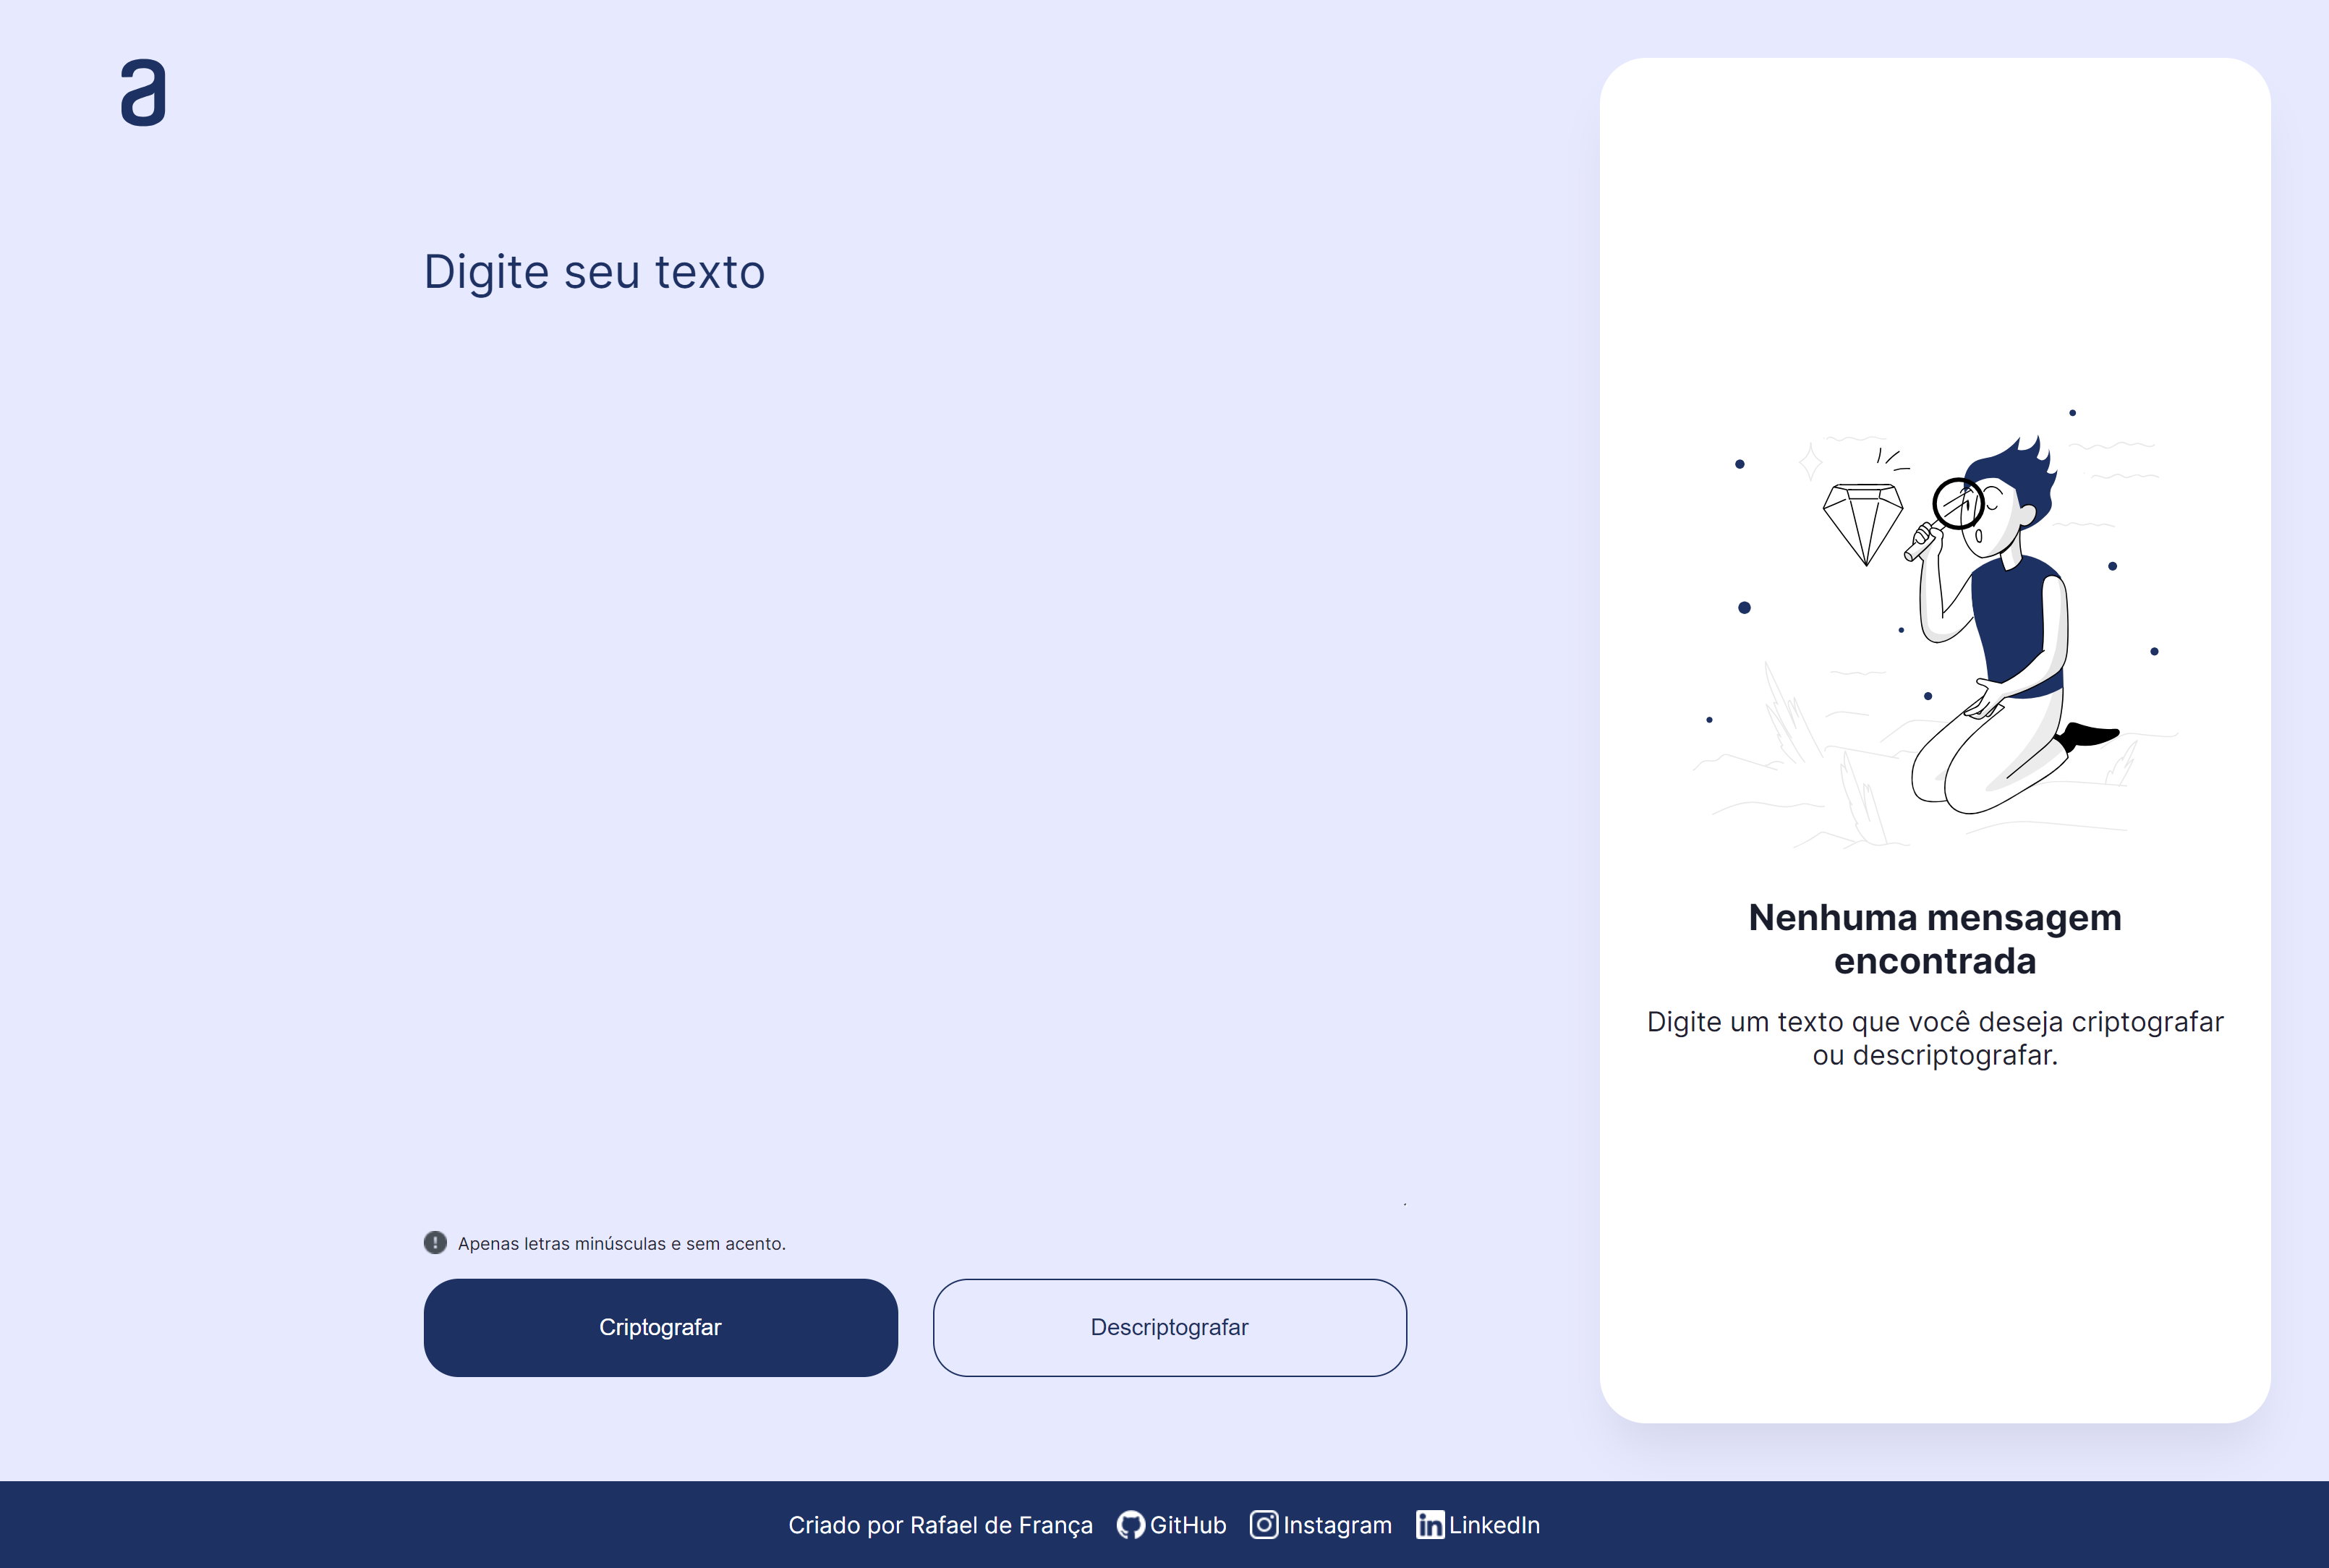 a
Digite seu texto
Nenhuma mensagem
encontrada
Digite um texto que você deseja criptografar
ou descriptografar.
Apenas letras minúsculas e sem acento.
Criptografar
Descriptografar
Criado por Rafael de França GitHub Instagram LinkedIn